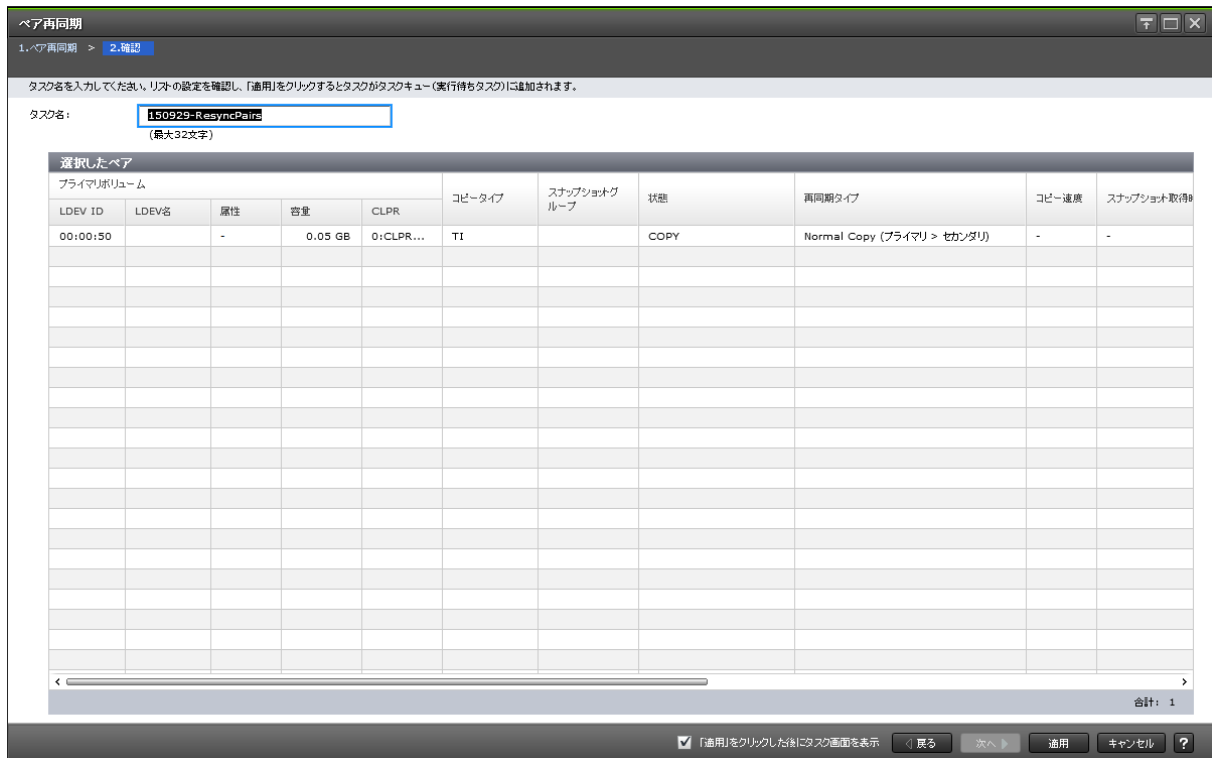 ペア再同期
1.ペア再同期 > 2.確認
タスク名を入力してください。リストの設定を確認し、「適用」をクリックするとタスクがタスクキュー(実行待ちタスク)に追加されます。
タスク名: 150929-ResyncPairs
(最大32文字)
選択したペア
プライマリボリューム
コピータイプ スナップショットグループ 状態 再同期タイプ コピー速度 スナップショット取得
LDEV ID LDEV名 属性 容量 CLPR
00:00:50 - 0.05 GB 0:CLPR... TI COPY Normal Copy (プライマリ > セカンダリ) - -
合計: 1
「適用」をクリックした後にタスク画面を表示 戻る 次へ 適用 キャンセル ?